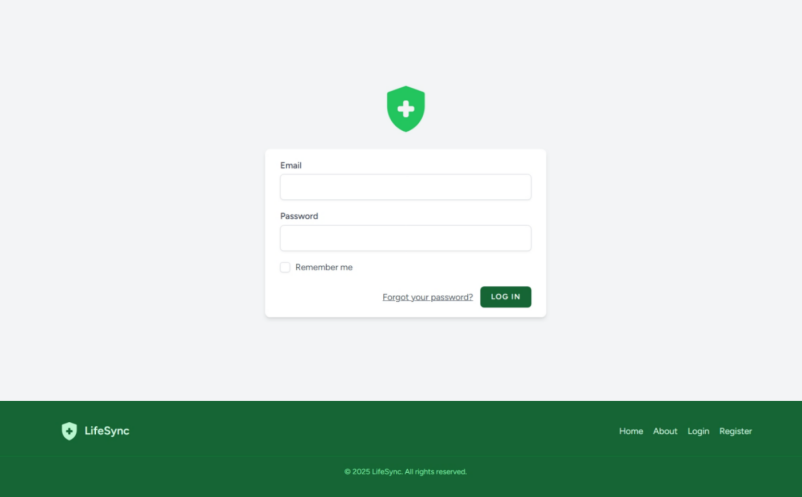 Email
Password
Remember me
Forgot your password? LOG IN
LifeSync
Home About Login Register
© 2025 LifeSync. All rights reserved.